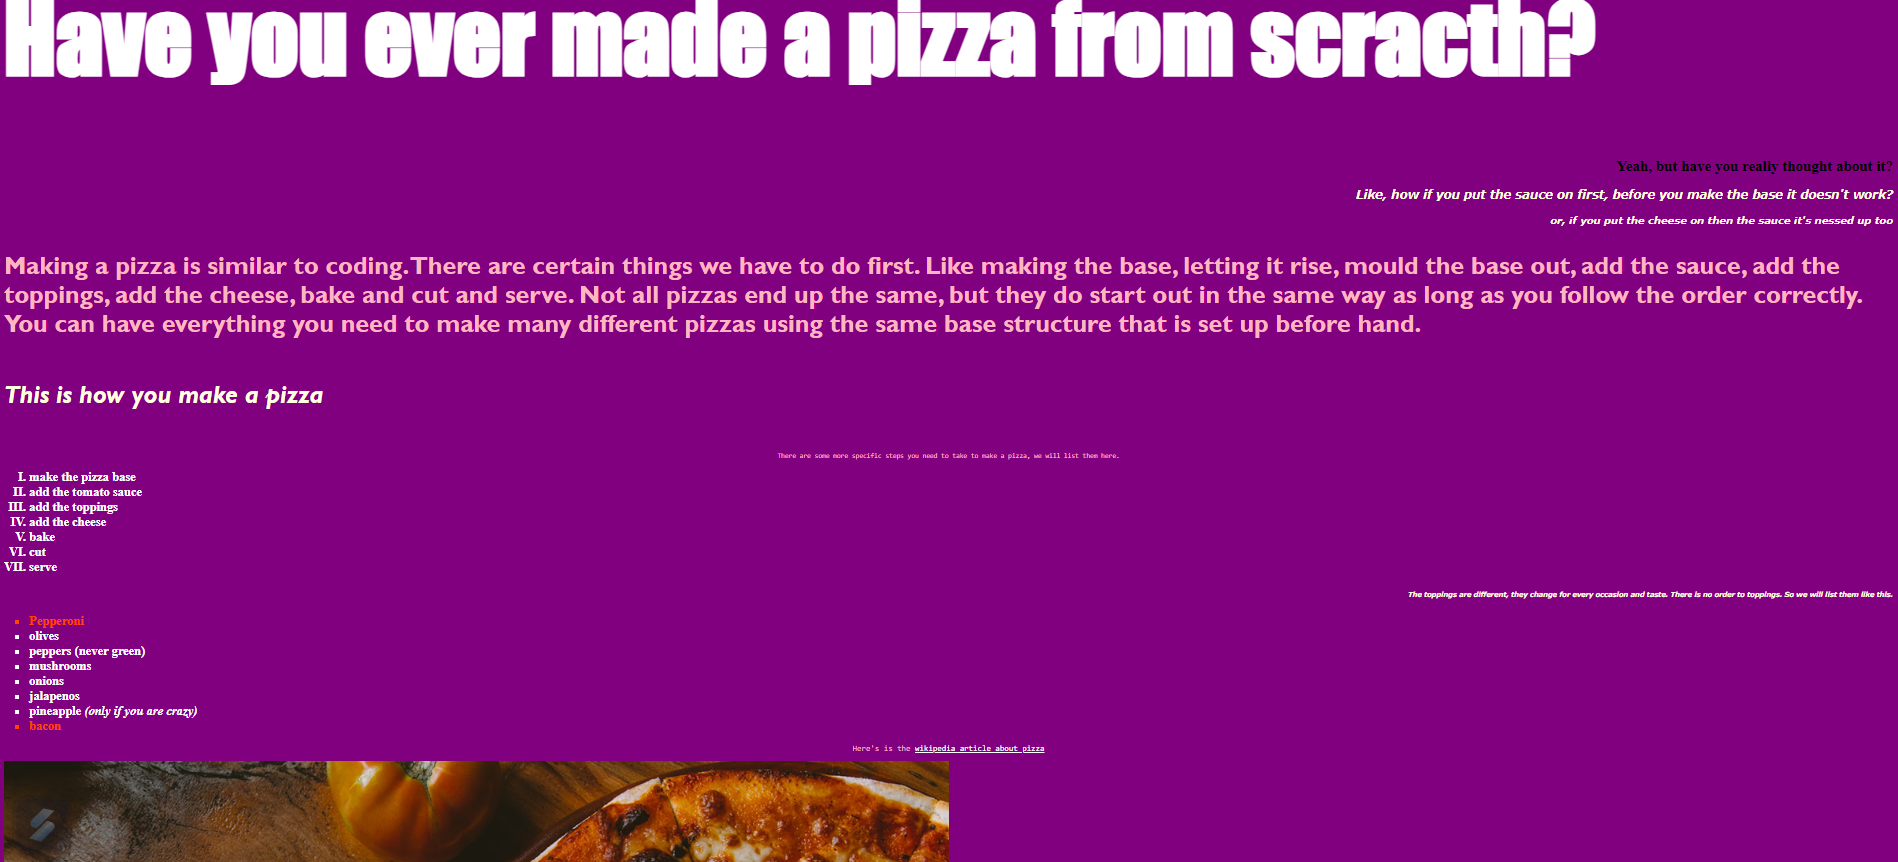 Have you ever made a pizza from scracth?
Yeah, but have you really thought about it?
Like, how if you put the sauce on first, before you make the base it doesn't work?
or, if you put the cheese on then the sauce it's nessed up too
Making a pizza is similar to coding. There are certain things we have to do first. Like making the base, letting it rise, mould the base out, add the sauce, add the
toppings, add the cheese, bake and cut and serve. Not all pizzas end up the same, but they do start out in the same way as long as you follow the order correctly.
You can have everything you need to make many different pizzas using the same base structure that is set up before hand.
This is how you make a pizza
There are some more specific steps you need to take to make a pizza, we will list them here.
I. make the pizza base
II. add the tomato sauce
III. add the toppings
IV. add the cheese
V. bake
VI. cut
VII. serve
The toppings are different, they change for every occasion and taste. There is no order to toppings. So we will list them like this.
Pepperoni
olives
peppers (never green)
mushrooms
onions
jalapenos
pineapple (only if you are crazy)
bacon
Here's is the wikipedia article about pizza